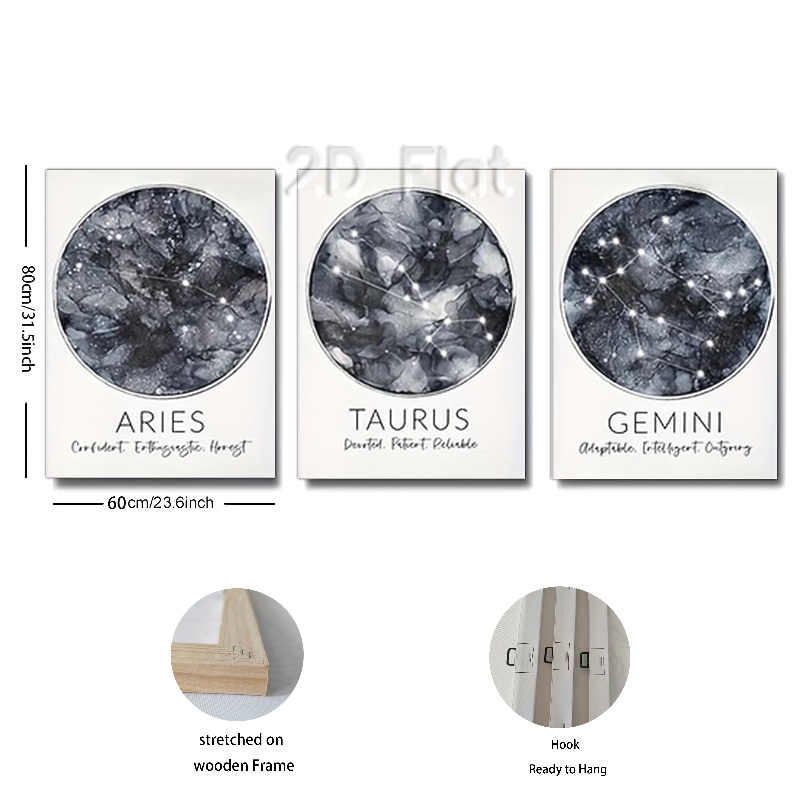 2D Flat
80cm/31.5inch
ARIES
Confident. Enthusiastic. Honest
TAURUS
Devoted. Patient. Reliable
GEMINI
Adaptable. Intelligent. Outgoing
60cm/23.6inch
stretched on
wooden Frame
Hook
Ready to Hang